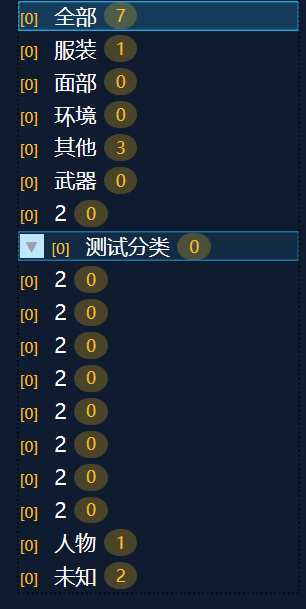 [0] 全部 7
[0] 服装 1
[0] 面部 0
[0] 环境 0
[0] 其他 3
[0] 武器 0
[0] 2 0
▼ [0] 测试分类 0
[0] 2 0
[0] 2 0
[0] 2 0
[0] 2 0
[0] 2 0
[0] 2 0
[0] 2 0
[0] 2 0
[0] 人物 1
[0] 未知 2